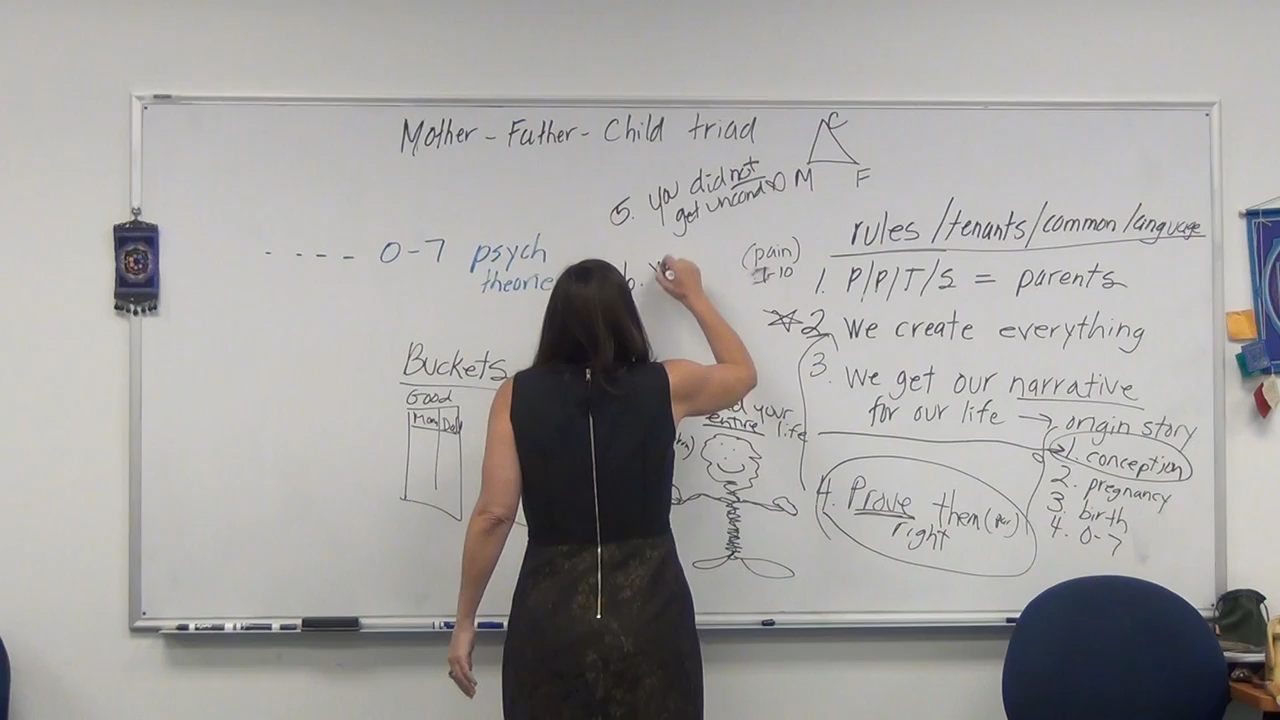 Mother - Father - Child triad
C
M F
5. you did not
get uncond
0-7 psych
theorie
6.
(pain)
1-10
rules/tenants/common/language
1. P/P/T/S = parents
2. We create everything
3. We get our narrative
for our life → origin story
1. conception
2. pregnancy
3. birth
4. 0-7
4. Prove them
right
Buckets
Good
Mom Dad
your
entire life